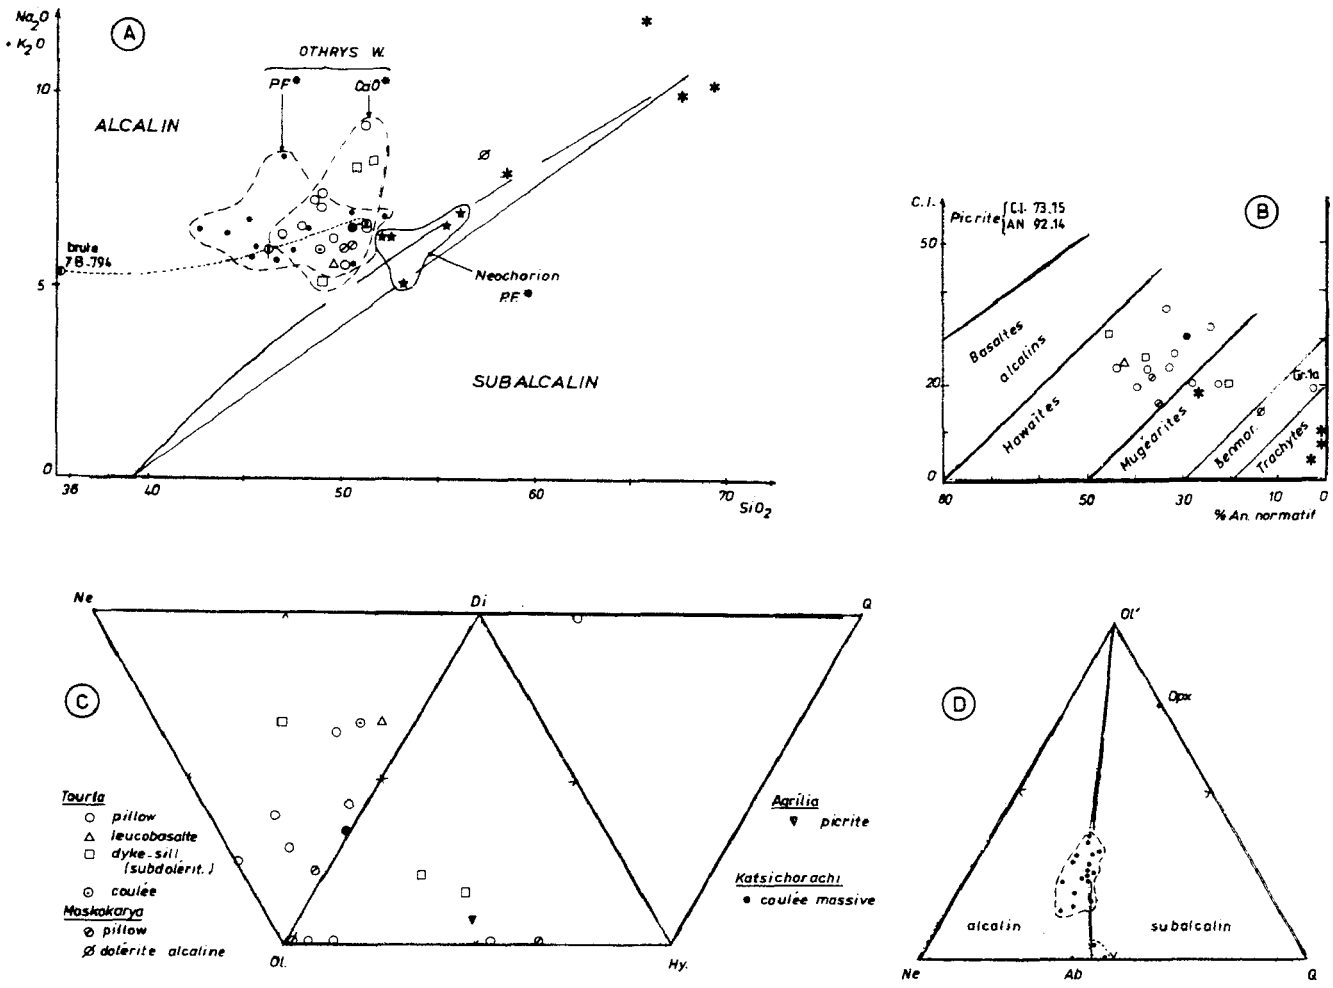 Na₂O
+ K₂O
A
OTHRYS W.
P.F.
CaO
10
ALCALIN
brute
78-794
5
Neochorion
P.F.
SUBALCALIN
0
36
40
50
60
70
SiO₂
C.I.
Picrite { C.I. 73.15
AN 92.14
B
50
Basaltes
alcalins
20
Gr.1a
Hawaïtes
Mugéarites
Benmor.
Trachytes
0
80
50
30
10
0
% An. normatif
Ne
Di
Q
C
Tourla
pillow
leucobasalte
dyke-sill
(subdolérit.)
coulée
Moskokarya
pillow
dolérite alcaline
Ol.
Hy.
Agrilia
picrite
Katsichorachi
coulée massive
Ol'
D
Opx
alcalin
subalcalin
Ne
Ab
Q